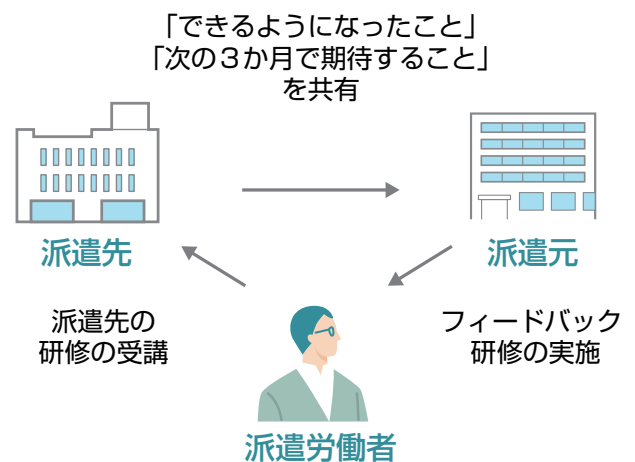 「できるようになったこと」
「次の３か月で期待すること」
を共有
派遣先
派遣元
派遣先の
研修の受講
フィードバック
研修の実施
派遣労働者